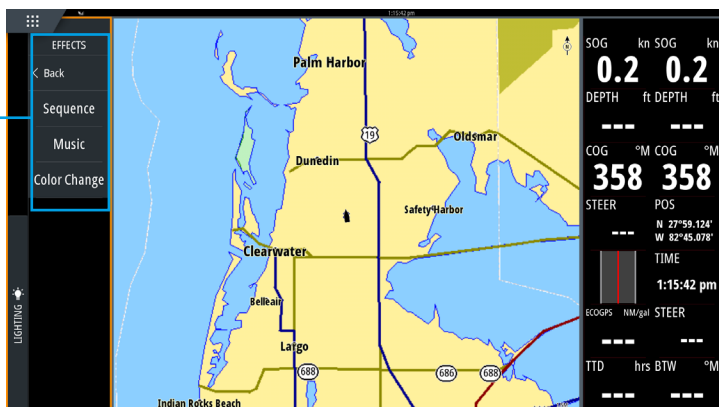 1:15:42 pm
EFFECTS
< Back
Sequence
Music
Color Change
LIGHTING
Palm Harbor
N
19
Oldsmar
Dunedin
Safety Harbor
Clearwater
Belleair
Largo
688
686
688
Indian Rocks Beach
SOG kn SOG kn
0.2 0.2
DEPTH ft DEPTH ft
--- ---
COG °M COG °M
358 358
STEER POS
---
N 27°59.124'
W 82°45.078'
TIME
1:15:42 pm
ECOGPS NM/gal STEER
--- ---
TTD hrs BTW °M
--- ---